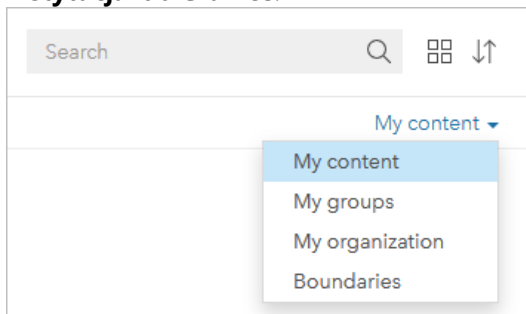 Search
My content
My content
My groups
My organization
Boundaries